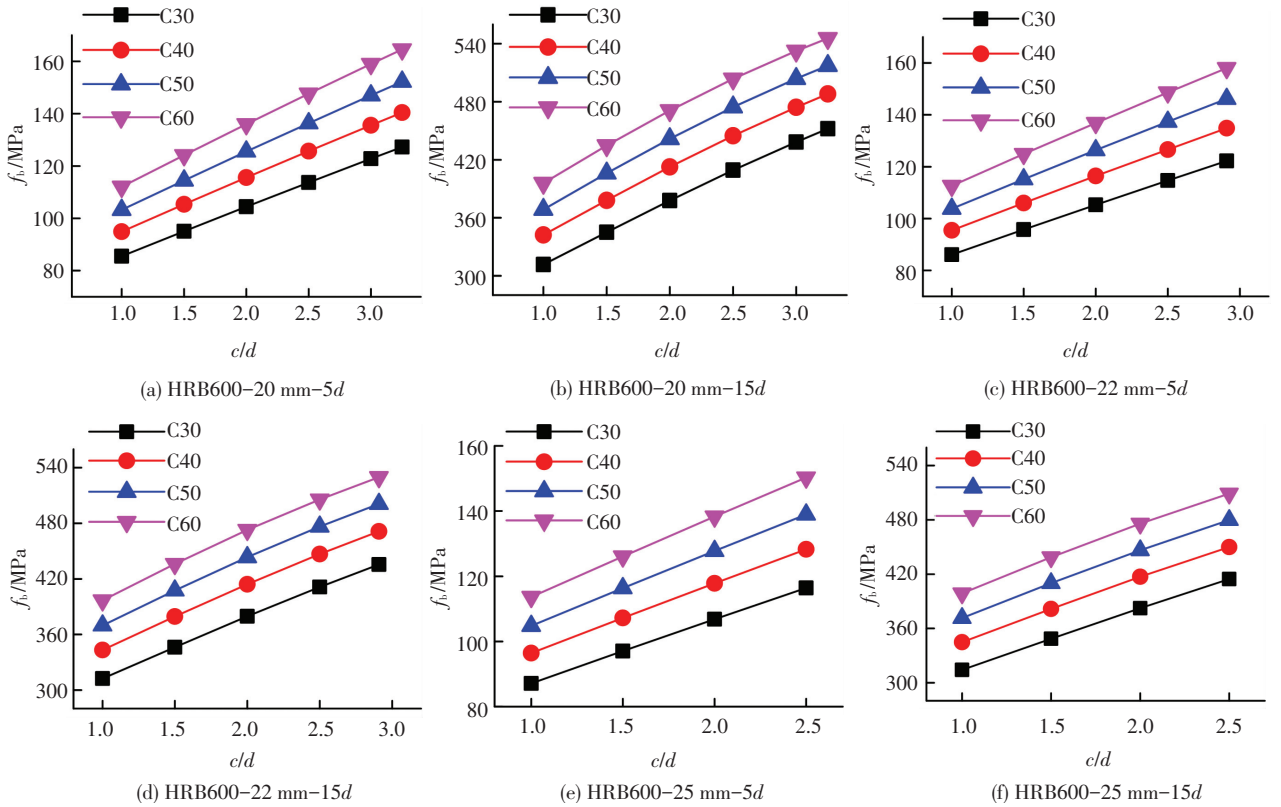 C30
C40
C50
C60
160
140
120
100
80
f_b/MPa
1.0 1.5 2.0 2.5 3.0
c/d
(a) HRB600−20 mm−5d
C30
C40
C50
C60
540
480
420
360
300
f_b/MPa
1.0 1.5 2.0 2.5 3.0
c/d
(b) HRB600−20 mm−15d
C30
C40
C50
C60
160
140
120
100
80
f_b/MPa
1.0 1.5 2.0 2.5 3.0
c/d
(c) HRB600−22 mm−5d
C30
C40
C50
C60
540
480
420
360
300
f_b/MPa
1.0 1.5 2.0 2.5 3.0
c/d
(d) HRB600−22 mm−15d
C30
C40
C50
C60
160
140
120
100
80
f_b/MPa
1.0 1.5 2.0 2.5
c/d
(e) HRB600−25 mm−5d
C30
C40
C50
C60
540
480
420
360
300
f_b/MPa
1.0 1.5 2.0 2.5
c/d
(f) HRB600−25 mm−15d